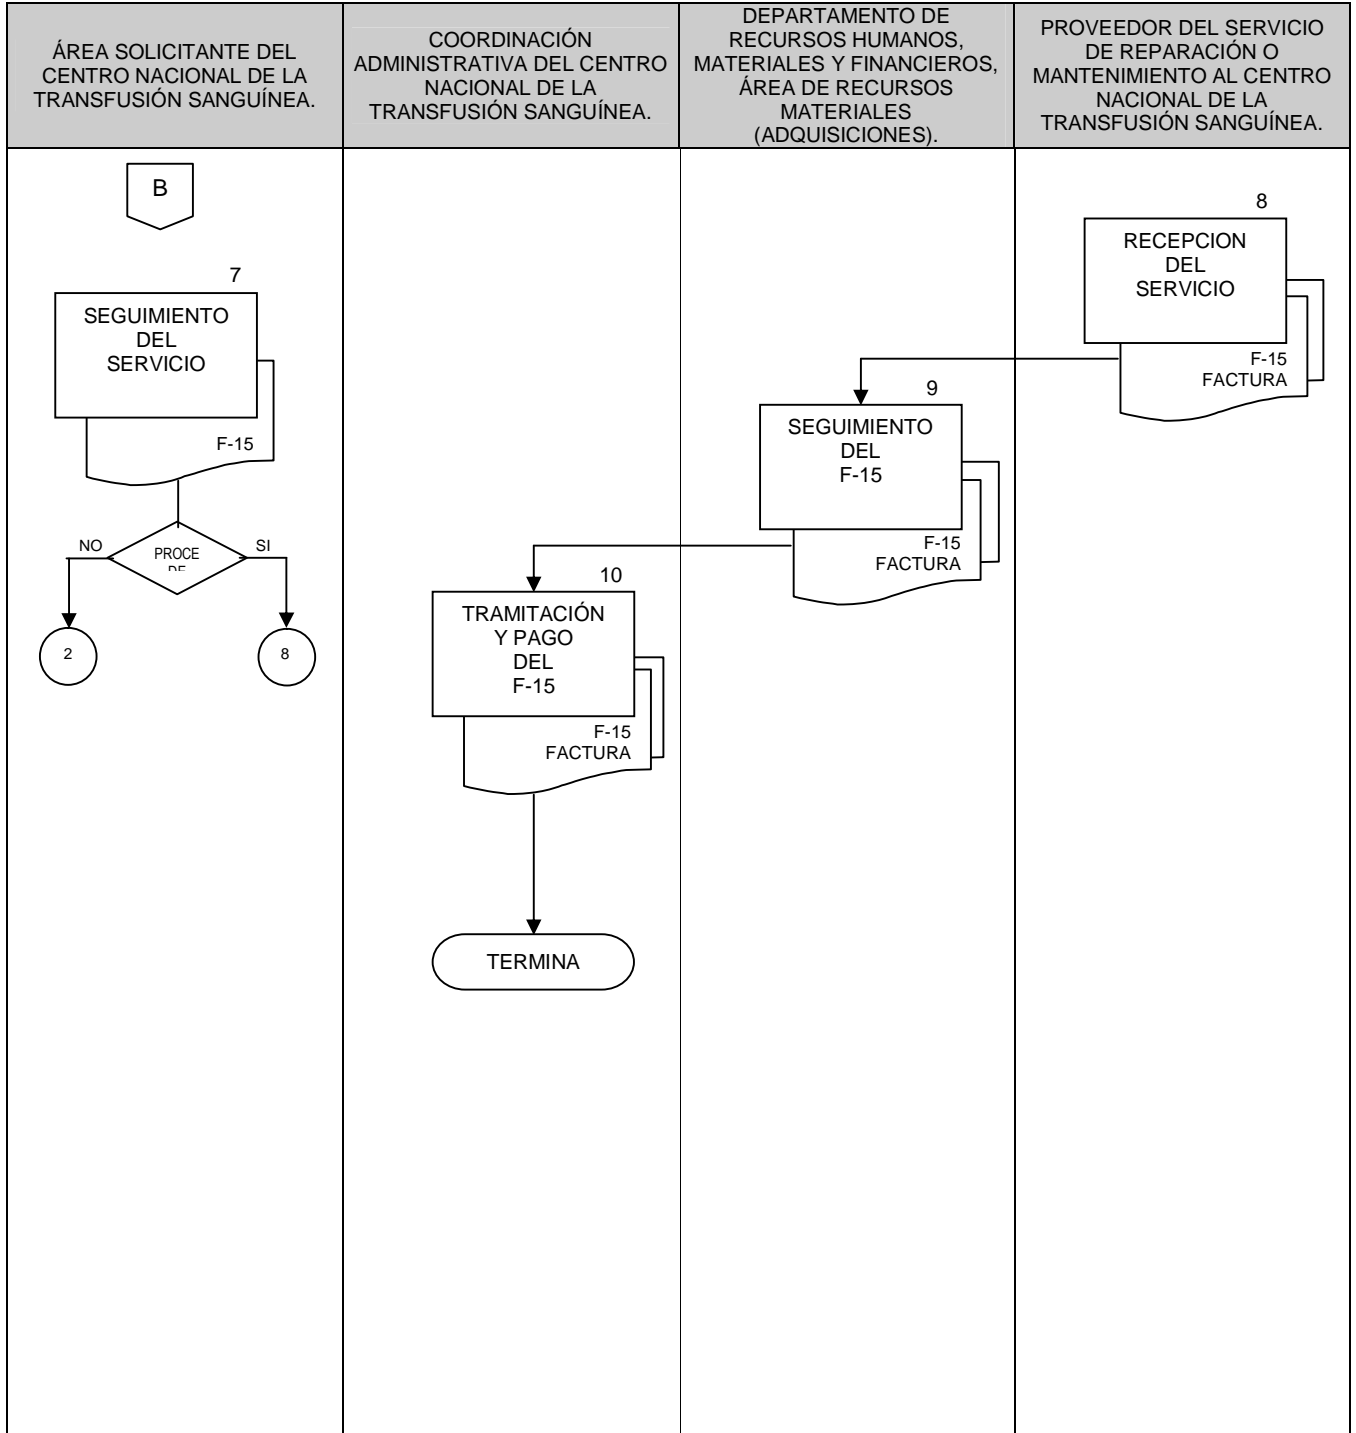 ÁREA SOLICITANTE DEL
CENTRO NACIONAL DE LA
TRANSFUSIÓN SANGUÍNEA.
COORDINACIÓN
ADMINISTRATIVA DEL CENTRO
NACIONAL DE LA
TRANSFUSIÓN SANGUÍNEA.
DEPARTAMENTO DE
RECURSOS HUMANOS,
MATERIALES Y FINANCIEROS,
ÁREA DE RECURSOS
MATERIALES
(ADQUISICIONES).
PROVEEDOR DEL SERVICIO
DE REPARACIÓN O
MANTENIMIENTO AL CENTRO
NACIONAL DE LA
TRANSFUSIÓN SANGUÍNEA.
B
7
SEGUIMIENTO
DEL
SERVICIO
F-15
NO
PROCE
DE
SI
2
8
8
RECEPCION
DEL
SERVICIO
F-15
FACTURA
9
SEGUIMIENTO
DEL
F-15
F-15
FACTURA
10
TRAMITACIÓN
Y PAGO
DEL
F-15
F-15
FACTURA
TERMINA